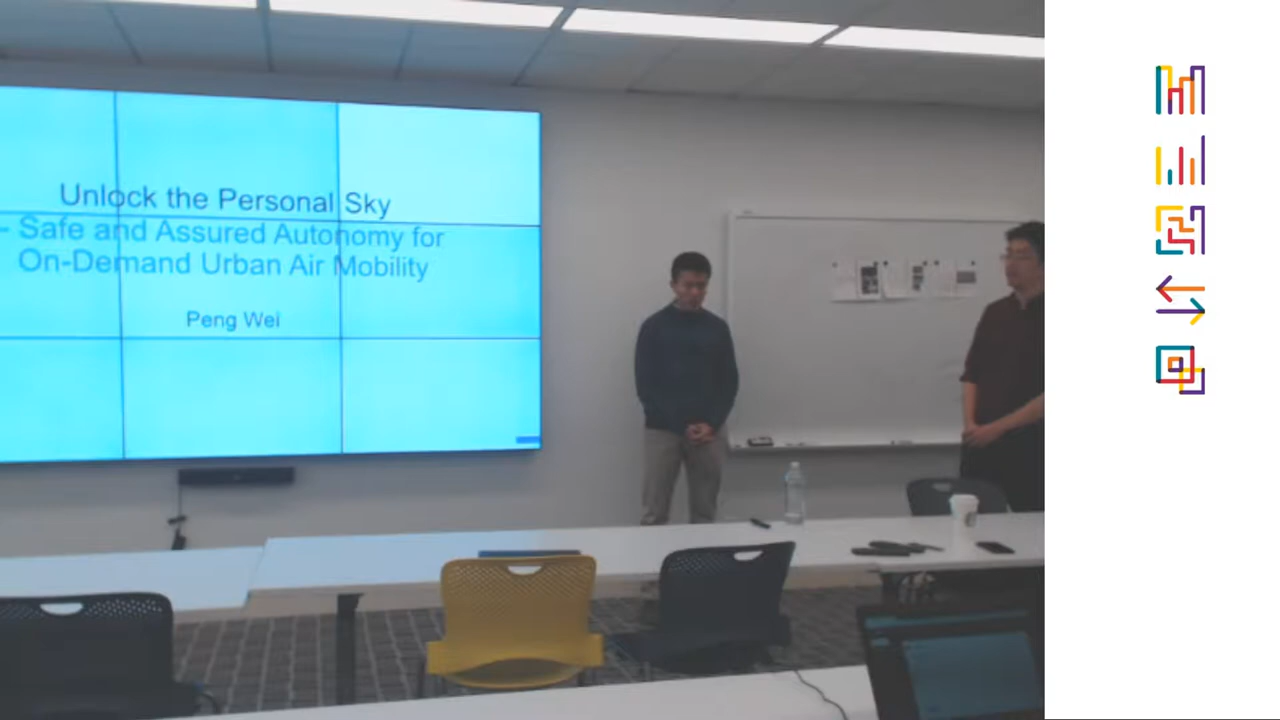 Unlock the Personal Sky
- Safe and Assured Autonomy for
On-Demand Urban Air Mobility
Peng Wei